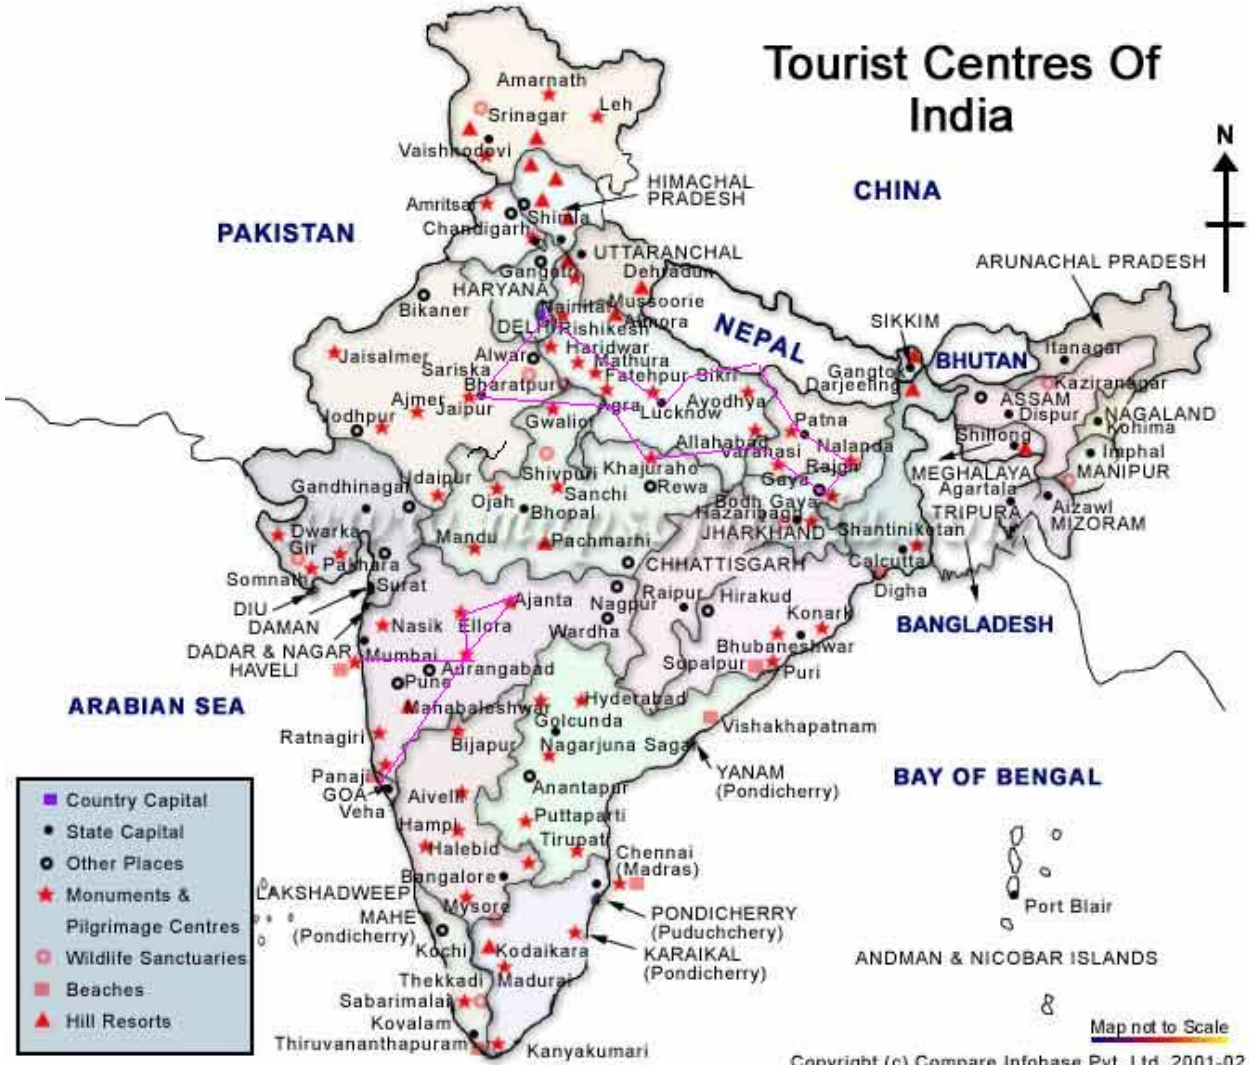 Tourist Centres Of
India
N
Amarnath
Leh
Srinagar
Vaishnodovi
CHINA
HIMACHAL
PRADESH
Amritsar
Shimla
Chandigarh
PAKISTAN
UTTARANCHAL
Gangotri
Dehradun
ARUNACHAL PRADESH
HARYANA
Bikaner
Nainital
Mussoorie
DELHI
Rishikesh
Almora
NEPAL
SIKKIM
BHUTAN
Itanagar
Jaisalmer
Alwar
Haridwar
Mathura
Sariska
Fatehpur Bikri
Gangtok
Darjeeling
Kaziranagar
Bharatpur
ASSAM
Ajmer
Jaipur
Agra
Lucknow
Ayodhya
Dispur
NAGALAND
Kohima
Jodhpur
Gwalior
Patna
Allahabad
Varanasi
Nalanda
Shillong
Imphal
Udaipur
Shivpuri
Khajuraho
Rajgir
MEGHALAYA
MANIPUR
Gandhinagar
Ojah
Sanchi
Rewa
Gaya
Bodh Gaya
Agartala
Aizawl
Bhopal
Hazaribagh
TRIPURA
MIZORAM
Dwarka
Gir
Mandu
Pachmarhi
JHARKHAND
Shantiniketan
Pakhara
Calcutta
Somnath
Surat
CHHATTISGARH
Digha
DIU
DAMAN
Ajanta
Nagpur
Raipur
Hirakud
Konark
Nasik
Ellora
Wardha
BANGLADESH
DADAR & NAGAR
HAVELI
Mumbai
Bhubaneshwar
Aurangabad
Sopalpur
Puri
Pune
ARABIAN SEA
Mahabaleshwar
Hyderabad
Golcunda
Vishakhapatnam
Ratnagiri
Bijapur
Nagarjuna Sagar
YANAM
(Pondicherry)
BAY OF BENGAL
Panaji
GOA
Veha
Aivelli
Anantapur
Hampi
Puttaparti
Halebid
Tirupati
Chennai
(Madras)
Bangalore
LAKSHADWEEP
Mysore
MAHE
(Pondicherry)
PONDICHERRY
(Puduchchery)
Port Blair
Kochi
Kodaikara
KARAIKAL
(Pondicherry)
ANDMAN & NICOBAR ISLANDS
Thekkadi
Madurai
Sabarimalai
Kovalam
Thiruvananthapuram
Kanyakumari
Country Capital
State Capital
Other Places
Monuments &
Pilgrimage Centres
Wildlife Sanctuaries
Beaches
Hill Resorts
Map not to Scale
Copyright (c) Compare Infobase Pvt. Ltd. 2001-02